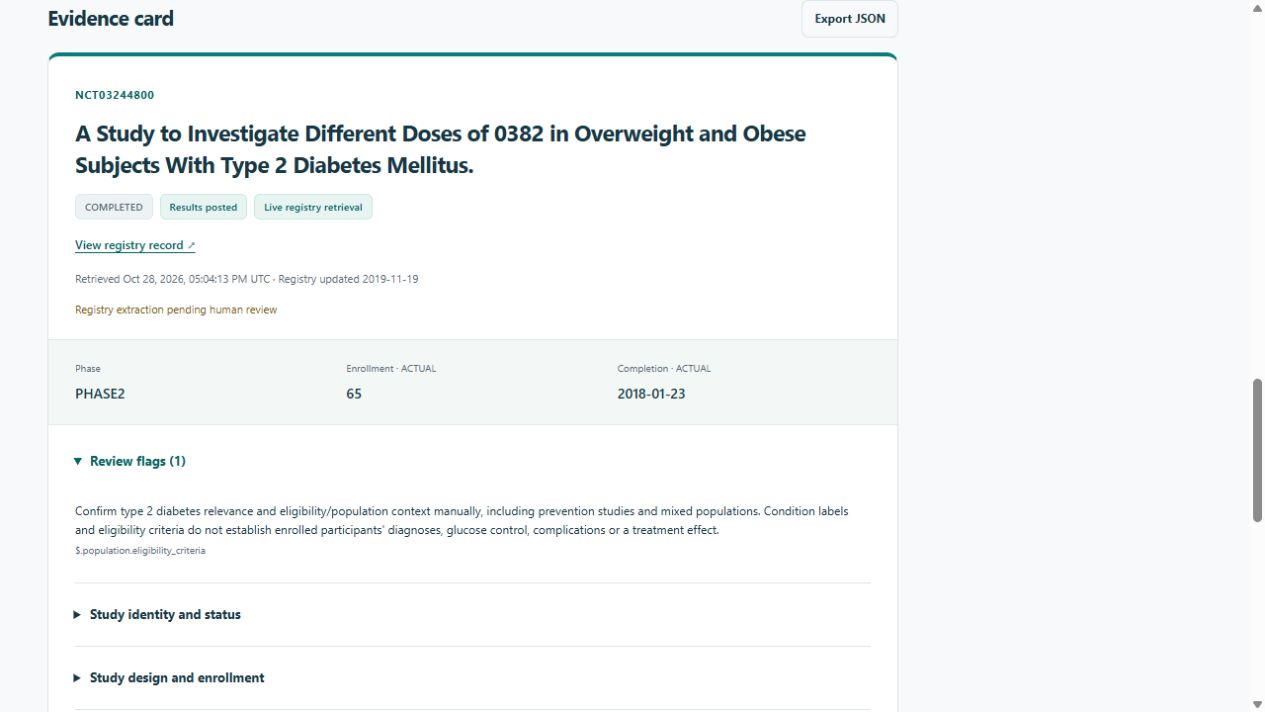 Evidence card
Export JSON
NCT03244800
A Study to Investigate Different Doses of 0382 in Overweight and Obese
Subjects With Type 2 Diabetes Mellitus.
COMPLETED
Results posted
Live registry retrieval
View registry record ↗
Retrieved Oct 28, 2026, 05:04:13 PM UTC · Registry updated 2019-11-19
Registry extraction pending human review
Phase
PHASE2
Enrollment · ACTUAL
65
Completion · ACTUAL
2018-01-23
▼ Review flags (1)
Confirm type 2 diabetes relevance and eligibility/population context manually, including prevention studies and mixed populations. Condition labels
and eligibility criteria do not establish enrolled participants' diagnoses, glucose control, complications or a treatment effect.
$.population.eligibility_criteria
▶ Study identity and status
▶ Study design and enrollment